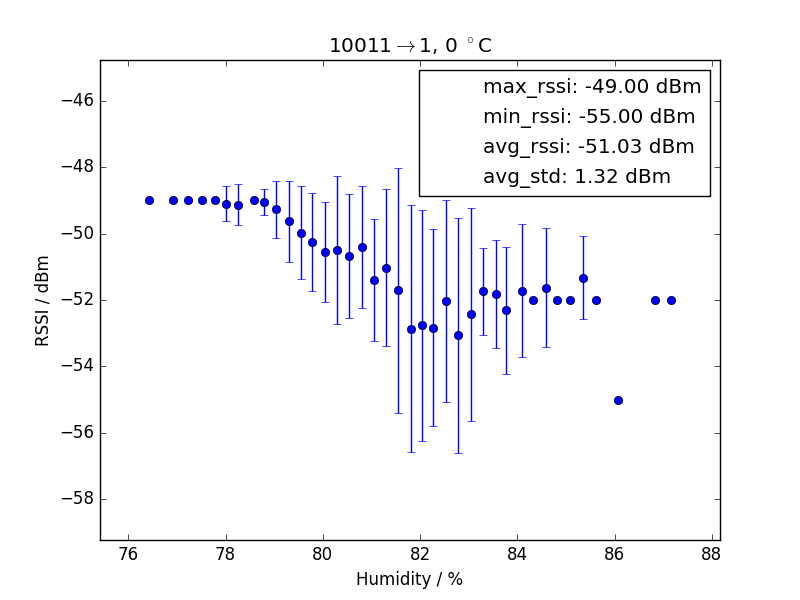 10011→1, 0 °C
max_rssi: -49.00 dBm
min_rssi: -55.00 dBm
avg_rssi: -51.03 dBm
avg_std: 1.32 dBm
−46
−48
−50
−52
−54
−56
−58
RSSI / dBm
76 78 80 82 84 86 88
Humidity / %